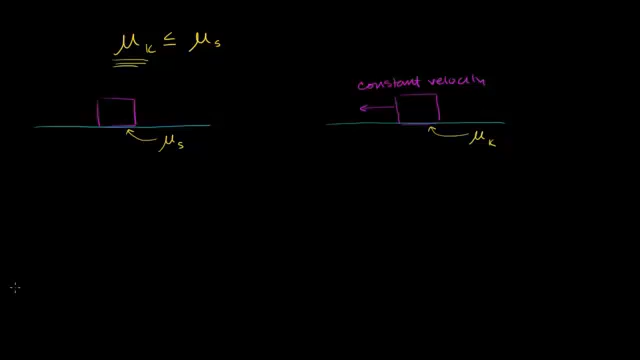 μk ≤ μs
constant velocity
μs
μk